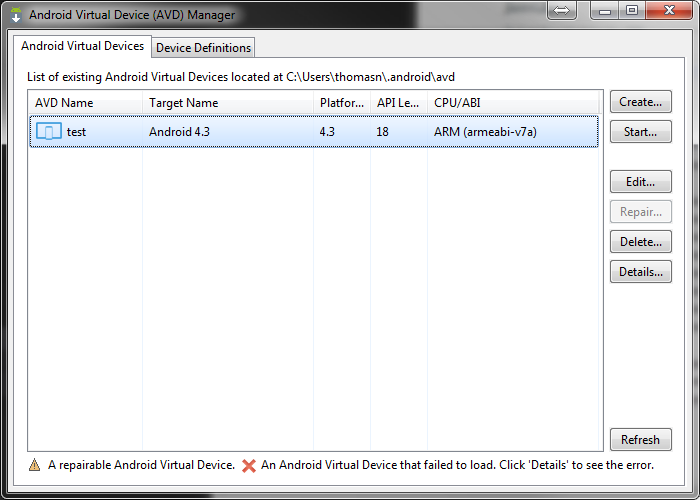 Android Virtual Device (AVD) Manager
Android Virtual Devices Device Definitions
List of existing Android Virtual Devices located at C:\Users\thomasn\.android\avd
AVD Name Target Name Platfor... API Le... CPU/ABI
test Android 4.3 4.3 18 ARM (armeabi-v7a)
Create...
Start...
Edit...
Repair...
Delete...
Details...
Refresh
A repairable Android Virtual Device. An Android Virtual Device that failed to load. Click 'Details' to see the error.